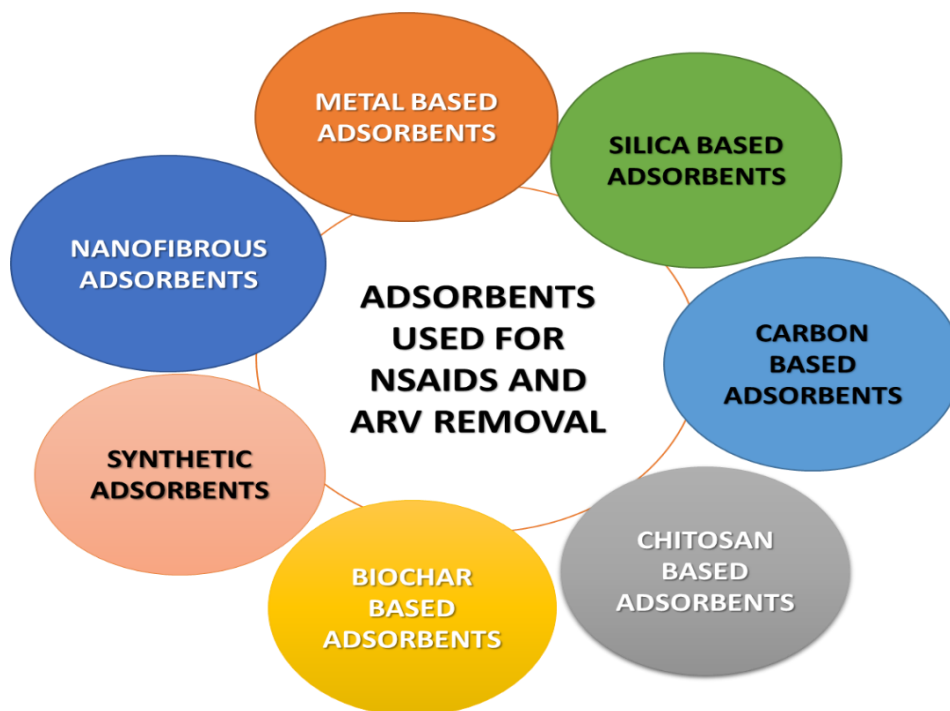 METAL BASED
ADSORBENTS
SILICA BASED
ADSORBENTS
NANOFIBROUS
ADSORBENTS
ADSORBENTS
USED FOR
NSAIDS AND
ARV REMOVAL
CARBON
BASED
ADSORBENTS
SYNTHETIC
ADSORBENTS
CHITOSAN
BASED
ADSORBENTS
BIOCHAR
BASED
ADSORBENTS